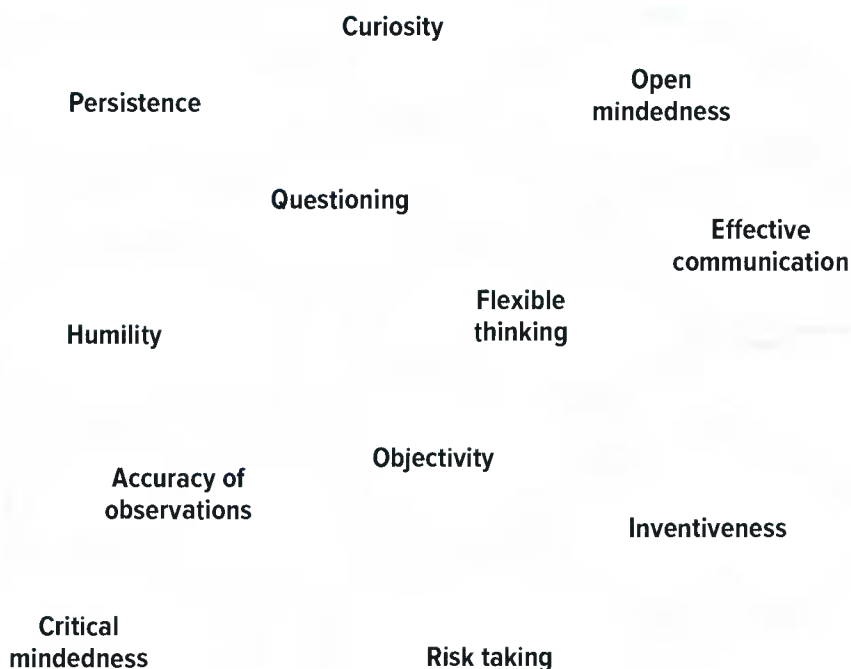 Curiosity
Persistence
Open
mindedness
Questioning
Effective
communication
Flexible
thinking
Humility
Objectivity
Accuracy of
observations
Inventiveness
Critical
mindedness
Risk taking